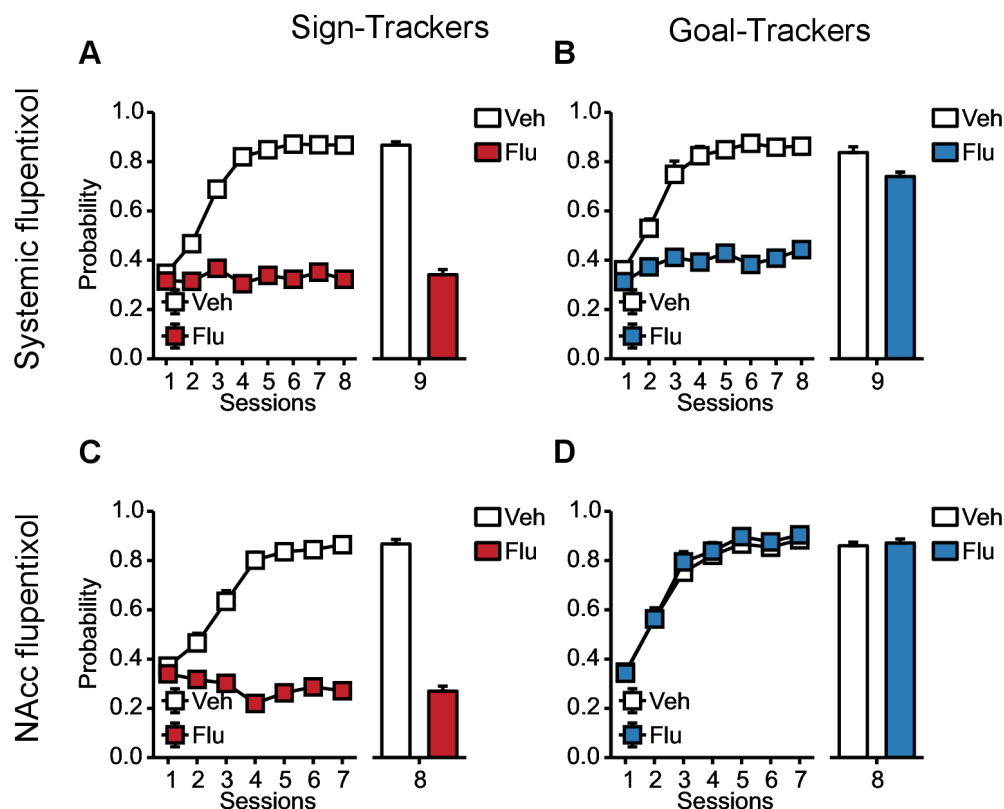 Sign-Trackers
Goal-Trackers
Systemic flupentixol
A
Probability
1.0
0.8
0.6
0.4
0.2
0.0
Veh
Flu
1 2 3 4 5 6 7 8
Sessions
9
Veh
Flu
B
1.0
0.8
0.6
0.4
0.2
0.0
Veh
Flu
1 2 3 4 5 6 7 8
Sessions
9
Veh
Flu
NAcc flupentixol
C
Probability
1.0
0.8
0.6
0.4
0.2
0.0
Veh
Flu
1 2 3 4 5 6 7
Sessions
8
Veh
Flu
D
1.0
0.8
0.6
0.4
0.2
0.0
Veh
Flu
1 2 3 4 5 6 7
Sessions
8
Veh
Flu